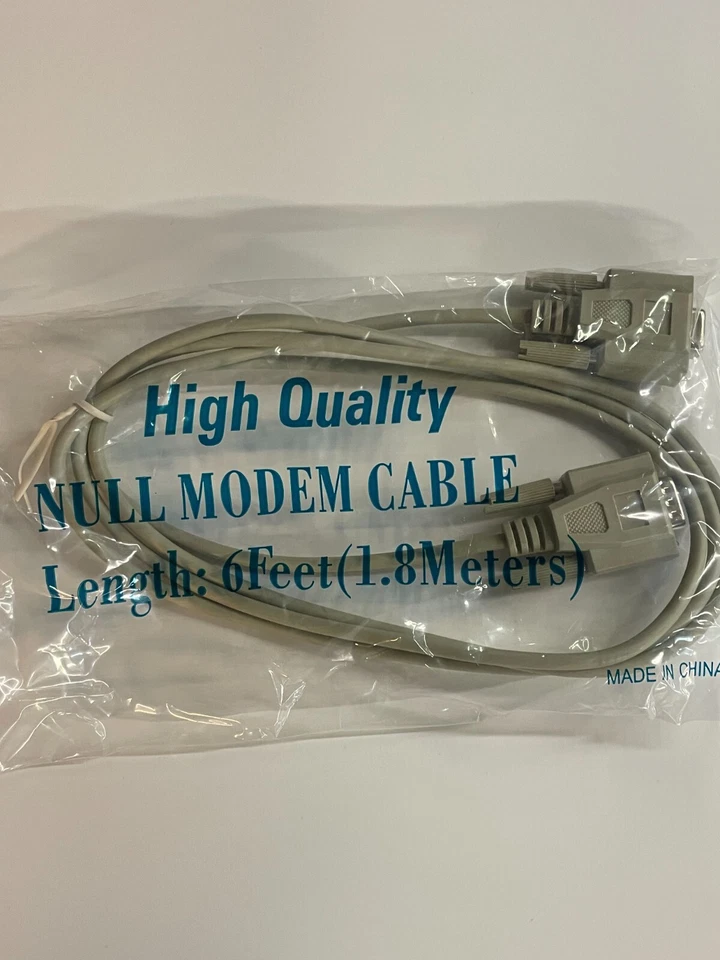 High Quality
NULL MODEM CABLE
Length: 6Feet(1.8Meters)
MADE IN CHINA